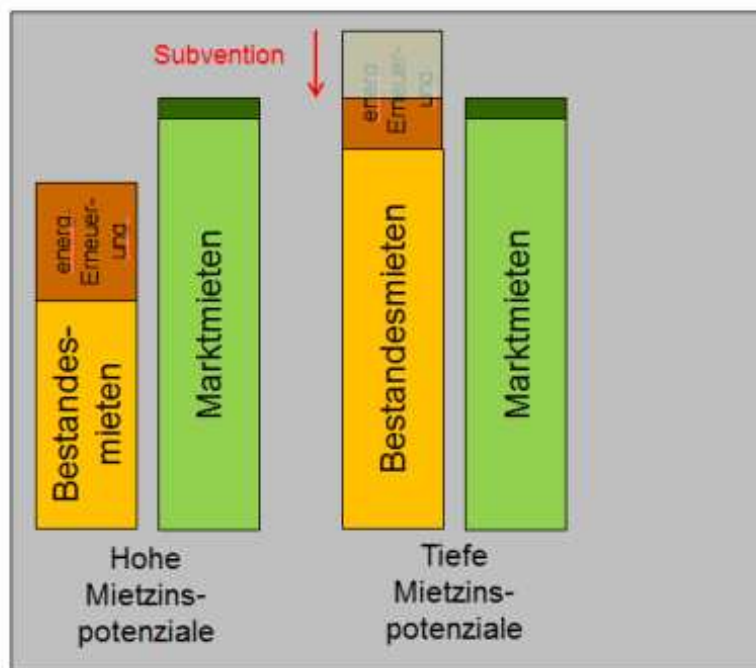 Subvention
energ.
Erneuer-
ung
Bestandes-
mieten
Marktmieten
Hohe
Mietzins-
potenziale
energ.
Erneuer-
ung
Bestandesmieten
Marktmieten
Tiefe
Mietzins-
potenziale